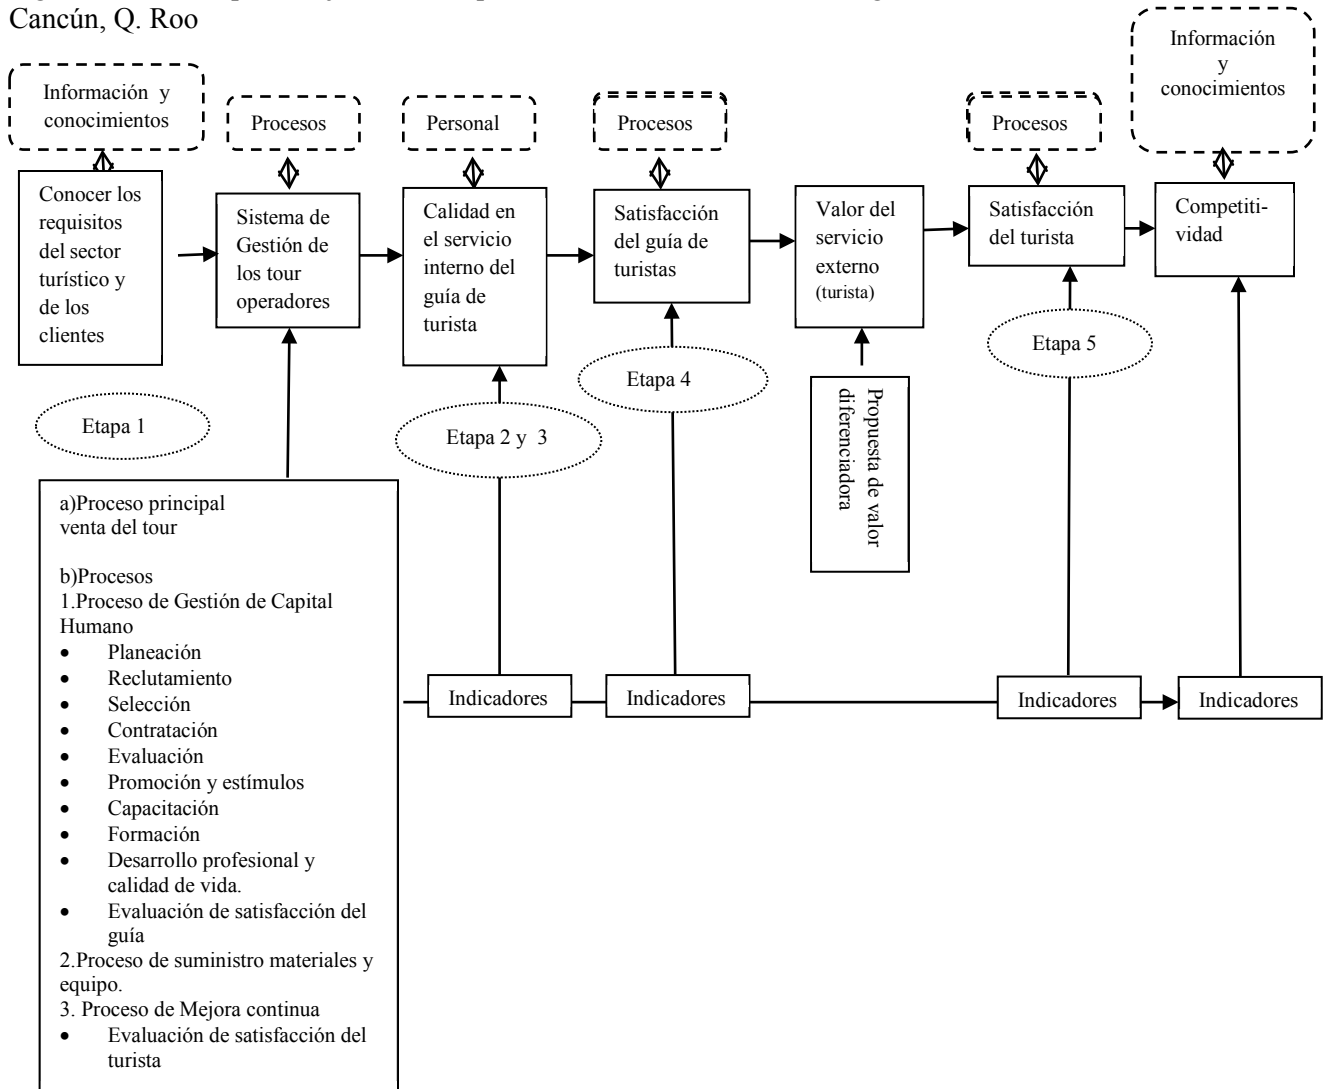 Cancún, Q. Roo
Información y
conocimientos
Procesos
Personal
Procesos
Procesos
Información
y
conocimientos
Conocer los
requisitos
del sector
turístico y
de los
clientes
Sistema de
Gestión de
los tour
operadores
Calidad en
el servicio
interno del
guía de
turista
Satisfacción
del guía de
turistas
Valor del
servicio
externo
(turista)
Satisfacción
del turista
Competiti-
vidad
Etapa 1
Etapa 2 y 3
Etapa 4
Propuesta de valor
diferenciadora
Etapa 5
a)Proceso principal
venta del tour
b)Procesos
1.Proceso de Gestión de Capital
Humano
• Planeación
• Reclutamiento
• Selección
• Contratación
• Evaluación
• Promoción y estímulos
• Capacitación
• Formación
• Desarrollo profesional y
calidad de vida.
• Evaluación de satisfacción del
guía
2.Proceso de suministro materiales y
equipo.
3. Proceso de Mejora continua
• Evaluación de satisfacción del
turista
Indicadores
Indicadores
Indicadores
Indicadores